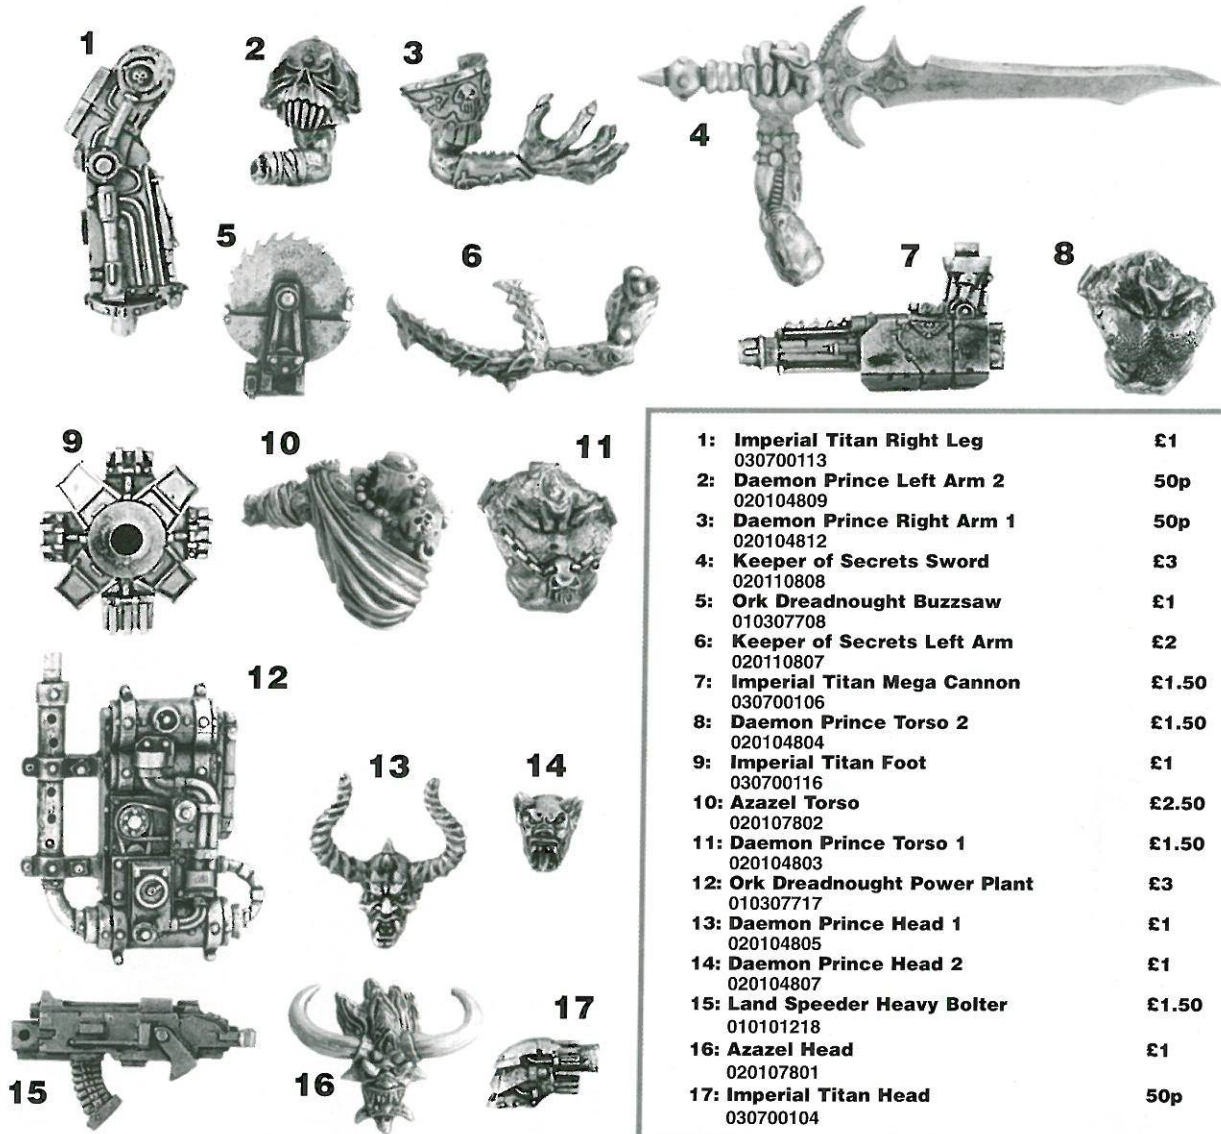 1
2
3
4
5
6
7
8
9
10
11
12
13
14
15
16
17
1: Imperial Titan Right Leg £1
030700113
2: Daemon Prince Left Arm 2 50p
020104809
3: Daemon Prince Right Arm 1 50p
020104812
4: Keeper of Secrets Sword £3
020110808
5: Ork Dreadnought Buzzsaw £1
010307708
6: Keeper of Secrets Left Arm £2
020110807
7: Imperial Titan Mega Cannon £1.50
030700106
8: Daemon Prince Torso 2 £1.50
020104804
9: Imperial Titan Foot £1
030700116
10: Azazel Torso £2.50
020107802
11: Daemon Prince Torso 1 £1.50
020104803
12: Ork Dreadnought Power Plant £3
010307717
13: Daemon Prince Head 1 £1
020104805
14: Daemon Prince Head 2 £1
020104807
15: Land Speeder Heavy Bolter £1.50
010101218
16: Azazel Head £1
020107801
17: Imperial Titan Head 50p
030700104